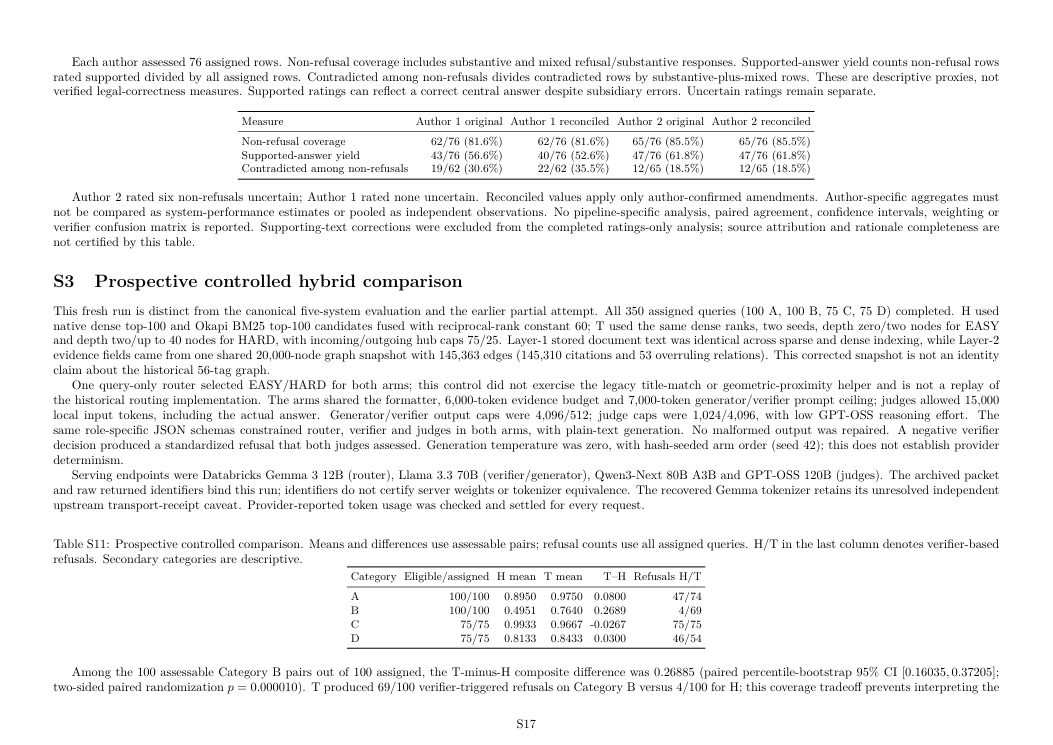 Each author assessed 76 assigned rows. Non-refusal coverage includes substantive and mixed refusal/substantive responses. Supported-answer yield counts non-refusal rows
rated supported divided by all assigned rows. Contradicted among non-refusals divides contradicted rows by substantive-plus-mixed rows. These are descriptive proxies, not
verified legal-correctness measures. Supported ratings can reflect a correct central answer despite subsidiary errors. Uncertain ratings remain separate.
Measure Author 1 original Author 1 reconciled Author 2 original Author 2 reconciled
Non-refusal coverage 62/76 (81.6%) 62/76 (81.6%) 65/76 (85.5%) 65/76 (85.5%)
Supported-answer yield 43/76 (56.6%) 40/76 (52.6%) 47/76 (61.8%) 47/76 (61.8%)
Contradicted among non-refusals 19/62 (30.6%) 22/62 (35.5%) 12/65 (18.5%) 12/65 (18.5%)
Author 2 rated six non-refusals uncertain; Author 1 rated none uncertain. Reconciled values apply only author-confirmed amendments. Author-specific aggregates must
not be compared as system-performance estimates or pooled as independent observations. No pipeline-specific analysis, paired agreement, confidence intervals, weighting or
verifier confusion matrix is reported. Supporting-text corrections were excluded from the completed ratings-only analysis; source attribution and rationale completeness are
not certified by this table.
S3 Prospective controlled hybrid comparison
This fresh run is distinct from the canonical five-system evaluation and the earlier partial attempt. All 350 assigned queries (100 A, 100 B, 75 C, 75 D) completed. H used
native dense top-100 and Okapi BM25 top-100 candidates fused with reciprocal-rank constant 60; T used the same dense ranks, two seeds, depth zero/two nodes for EASY
and depth two/up to 40 nodes for HARD, with incoming/outgoing hub caps 75/25. Layer-1 stored document text was identical across sparse and dense indexing, while Layer-2
evidence fields came from one shared 20,000-node graph snapshot with 145,363 edges (145,310 citations and 53 overruling relations). This corrected snapshot is not an identity
claim about the historical 56-tag graph.
One query-only router selected EASY/HARD for both arms; this control did not exercise the legacy title-match or geometric-proximity helper and is not a replay of
the historical routing implementation. The arms shared the formatter, 6,000-token evidence budget and 7,000-token generator/verifier prompt ceiling; judges allowed 15,000
local input tokens, including the actual answer. Generator/verifier output caps were 4,096/512; judge caps were 1,024/4,096, with low GPT-OSS reasoning effort. The
same role-specific JSON schemas constrained router, verifier and judges in both arms, with plain-text generation. No malformed output was repaired. A negative verifier
decision produced a standardized refusal that both judges assessed. Generation temperature was zero, with hash-seeded arm order (seed 42); this does not establish provider
determinism.
Serving endpoints were Databricks Gemma 3 12B (router), Llama 3.3 70B (verifier/generator), Qwen3-Next 80B A3B and GPT-OSS 120B (judges). The archived packet
and raw returned identifiers bind this run; identifiers do not certify server weights or tokenizer equivalence. The recovered Gemma tokenizer retains its unresolved independent
upstream transport-receipt caveat. Provider-reported token usage was checked and settled for every request.
Table S11: Prospective controlled comparison. Means and differences use assessable pairs; refusal counts use all assigned queries. H/T in the last column denotes verifier-based
refusals. Secondary categories are descriptive.
Category Eligible/assigned H mean T mean T–H Refusals H/T
A 100/100 0.8950 0.9750 0.0800 47/74
B 100/100 0.4951 0.7640 0.2689 4/69
C 75/75 0.9933 0.9667 -0.0267 75/75
D 75/75 0.8133 0.8433 0.0300 46/54
Among the 100 assessable Category B pairs out of 100 assigned, the T-minus-H composite difference was 0.26885 (paired percentile-bootstrap 95% CI [0.16035, 0.37205];
two-sided paired randomization p = 0.000010). T produced 69/100 verifier-triggered refusals on Category B versus 4/100 for H; this coverage tradeoff prevents interpreting the
S17